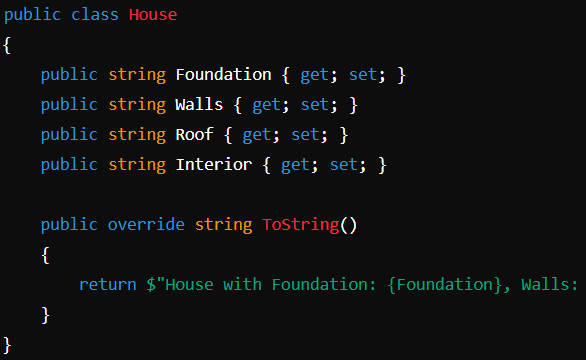 public class House
{
    public string Foundation { get; set; }
    public string Walls { get; set; }
    public string Roof { get; set; }
    public string Interior { get; set; }

    public override string ToString()
    {
        return $"House with Foundation: {Foundation}, Walls:
    }
}